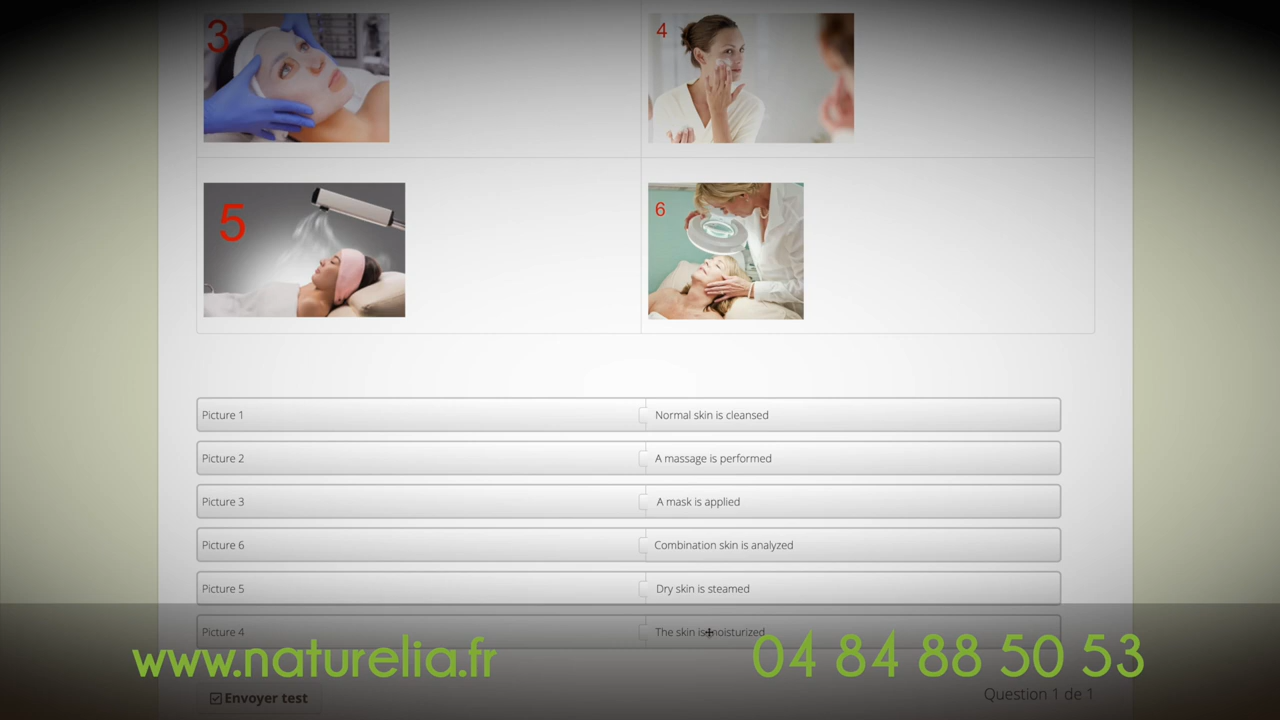 3
4
5
6
Picture 1 Normal skin is cleansed
Picture 2 A massage is performed
Picture 3 A mask is applied
Picture 6 Combination skin is analyzed
Picture 5 Dry skin is steamed
Picture 4 The skin is moisturized
www.naturelia.fr 04 84 88 50 53
Envoyer test Question 1 de 1